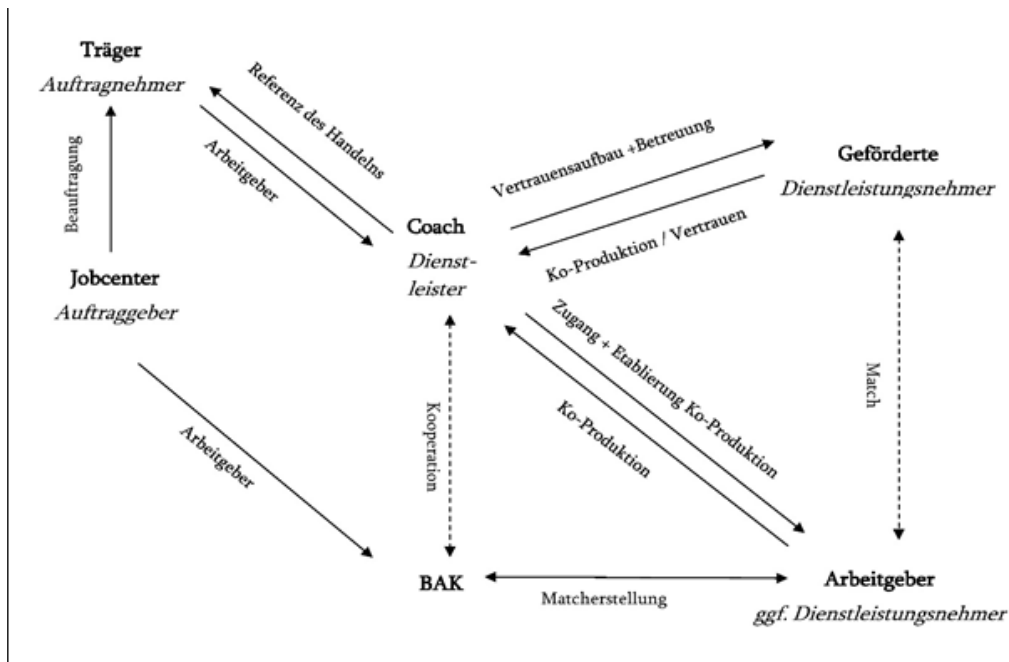 Träger
Auftragnehmer
Referenz des Handelns
Arbeitgeber
Beauftragung
Vertrauensaufbau +Betreuung
Geförderte
Dienstleistungsnehmer
Ko-Produktion / Vertrauen
Coach
Dienst-
leister
Jobcenter
Auftraggeber
Zugang + Etablierung Ko-Produktion
Ko-Produktion
Match
Kooperation
Arbeitgeber
BAK
Matcherstellung
Arbeitgeber
ggf. Dienstleistungsnehmer